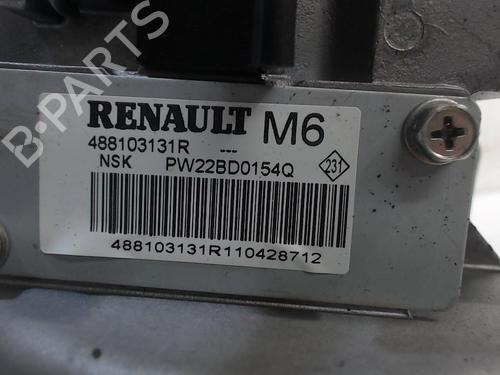 B-PARTS
RENAULT M6
488103131R ---
NSK PW22BD0154Q 231
488103131R110428712